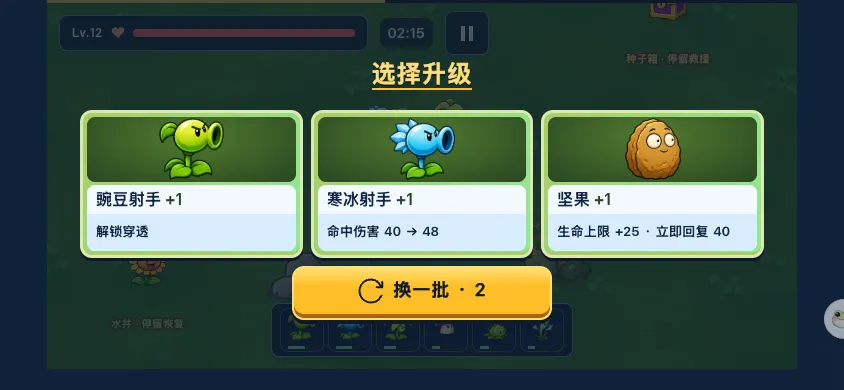 Lv.12
02:15
种子箱 · 停留救援
选择升级
豌豆射手 +1
解锁穿透
寒冰射手 +1
命中伤害 40 → 48
坚果 +1
生命上限 +25 · 立即回复 40
换一批 · 2
水井 · 停留恢复